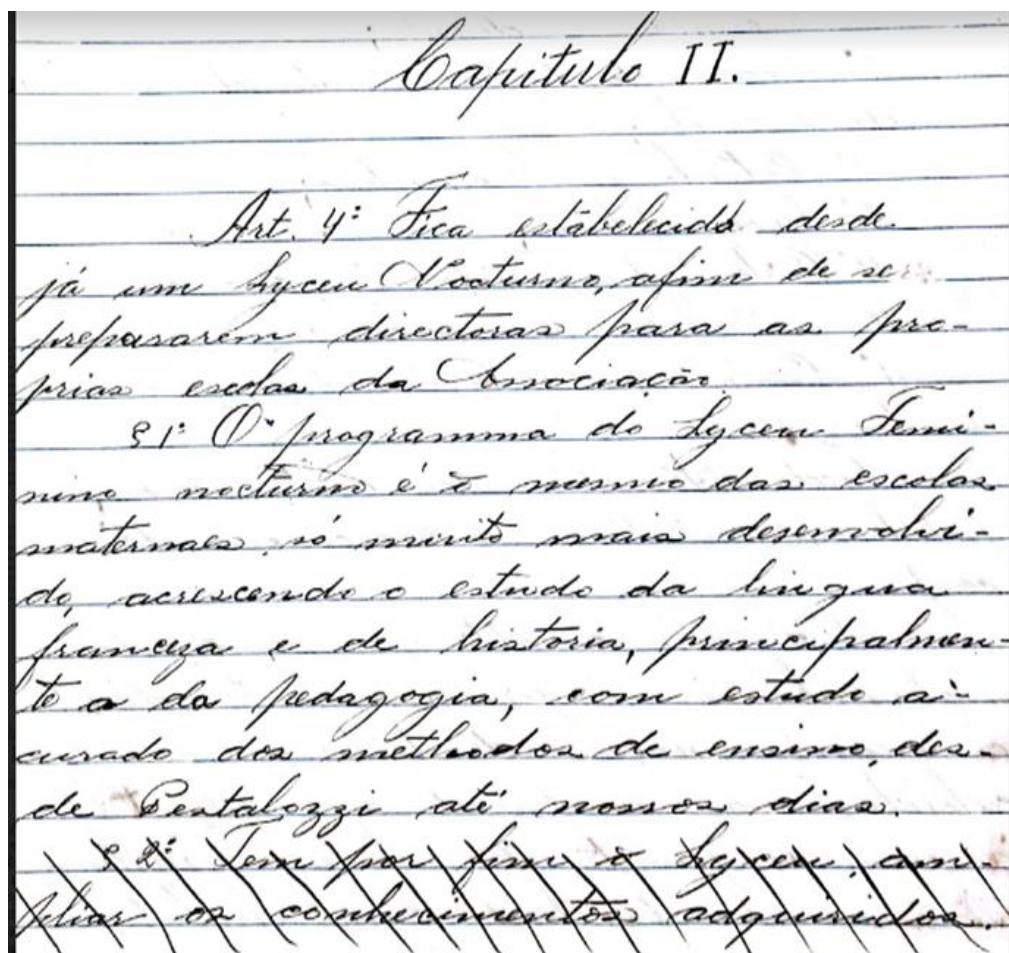 Capitulo II.
Art. 4º Fica estabelecido desde
já um Lyceu Nocturno, afim de se
prepararem directoras para as pro-
prias escolas da Associação.
§ 1º O programma do Lyceu Femi-
nino nocturno é o mesmo das escolas
maternaes, só muito mais desenvolvi-
do, acrescendo o estudo da lingua
franceza e de historia, principalmen-
te a da pedagogia, com estudo a-
curado dos methodos de ensino, des-
de Pestalozzi até nossos dias.
§ 2º Tem por fim o Lyceu, am-
pliar os conhecimentos adquiridos.